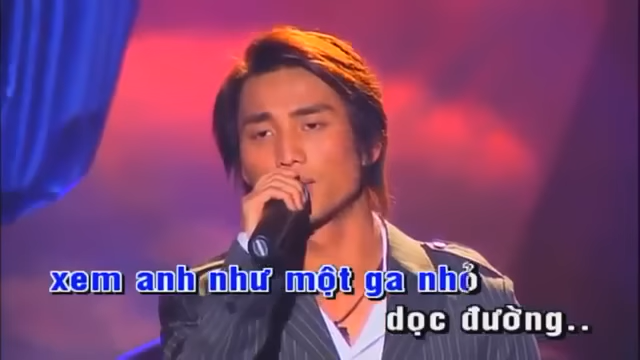 xem anh như một ga nhỏ
dọc đường..